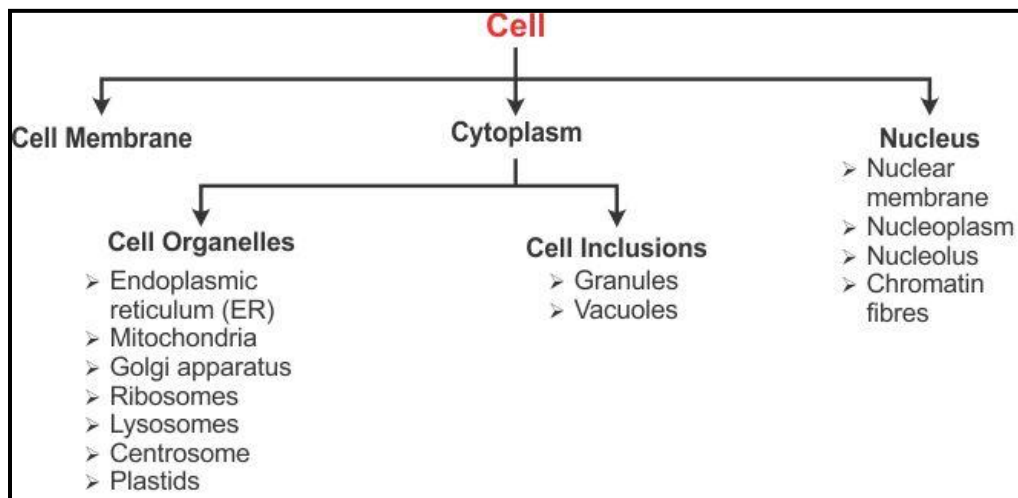 Cell
Cell Membrane
Cytoplasm
Nucleus
➢ Nuclear
membrane
➢ Nucleoplasm
➢ Nucleolus
➢ Chromatin
fibres
Cell Organelles
➢ Endoplasmic
reticulum (ER)
➢ Mitochondria
➢ Golgi apparatus
➢ Ribosomes
➢ Lysosomes
➢ Centrosome
➢ Plastids
Cell Inclusions
➢ Granules
➢ Vacuoles